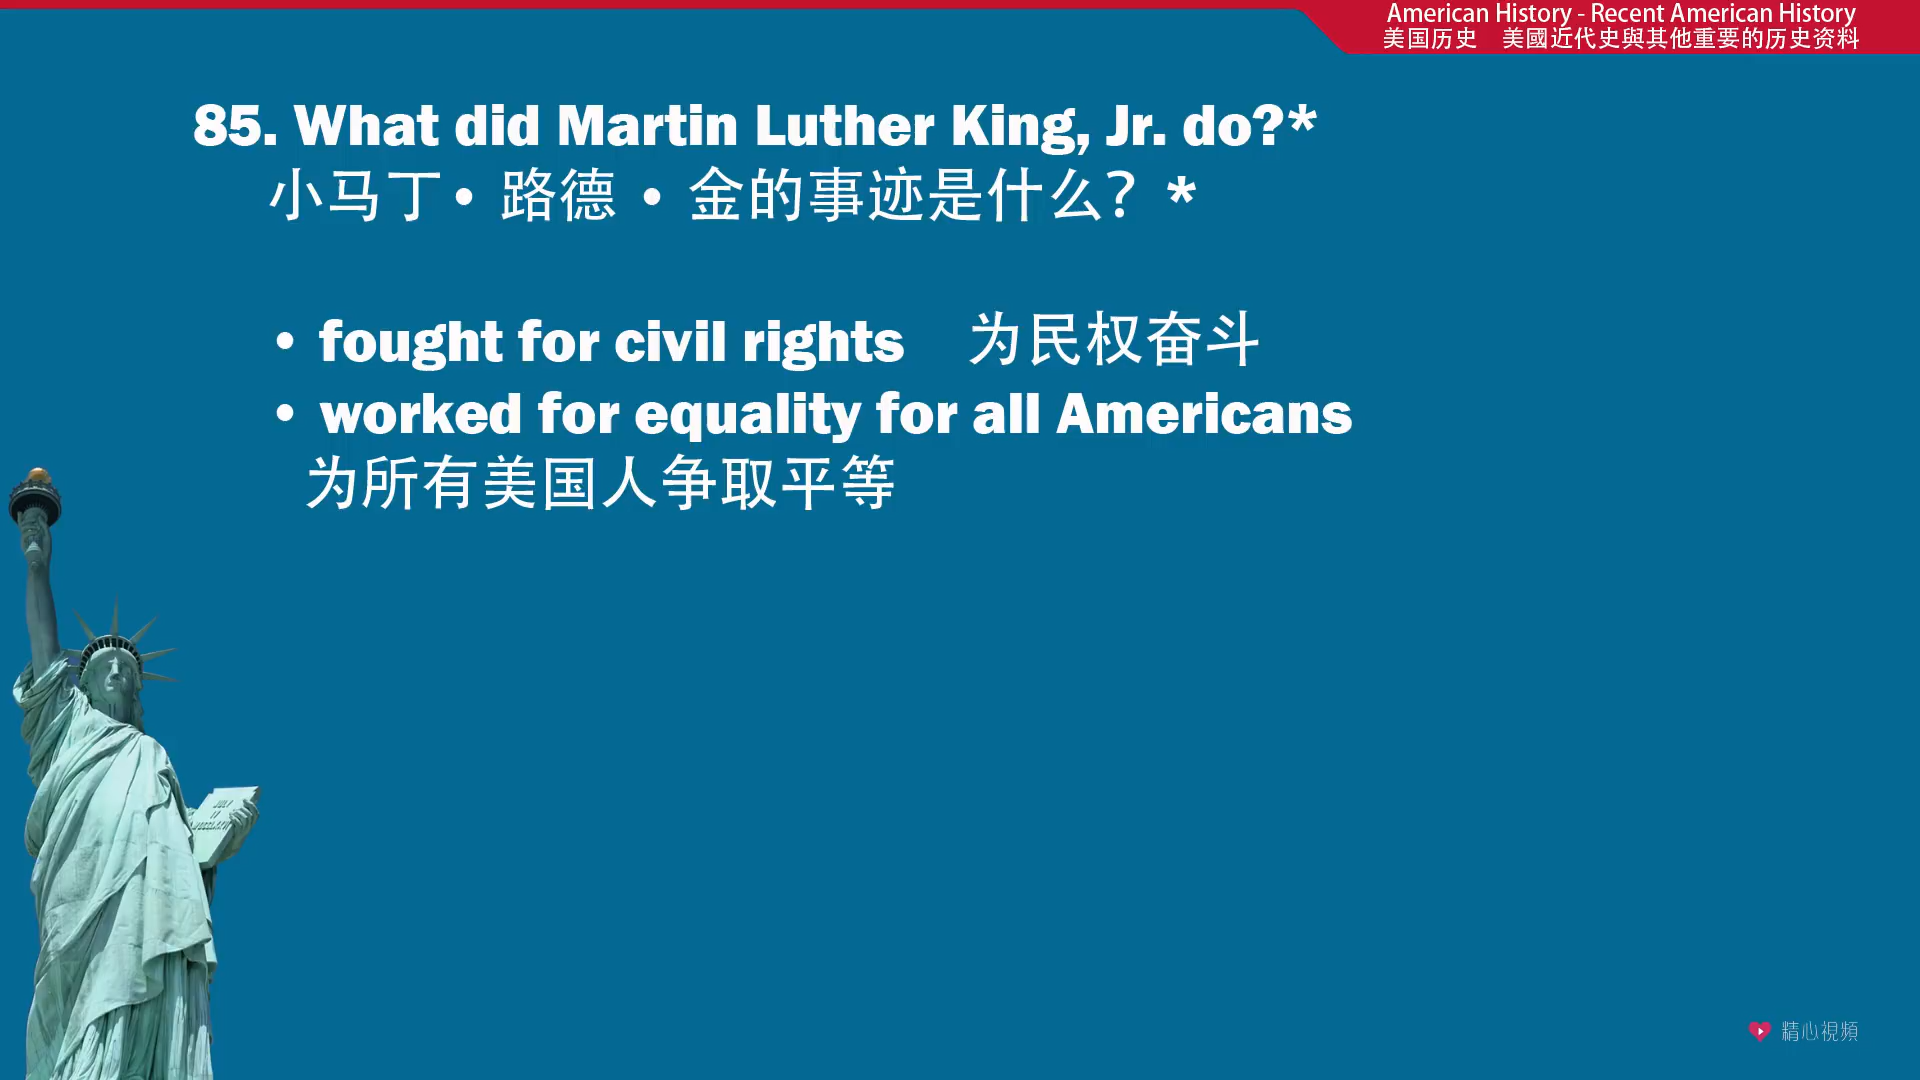 American History - Recent American History
美国历史 美國近代史與其他重要的历史资料
85. What did Martin Luther King, Jr. do?*
小马丁• 路德 • 金的事迹是什么？*
• fought for civil rights 为民权奋斗
• worked for equality for all Americans
为所有美国人争取平等
精心視頻